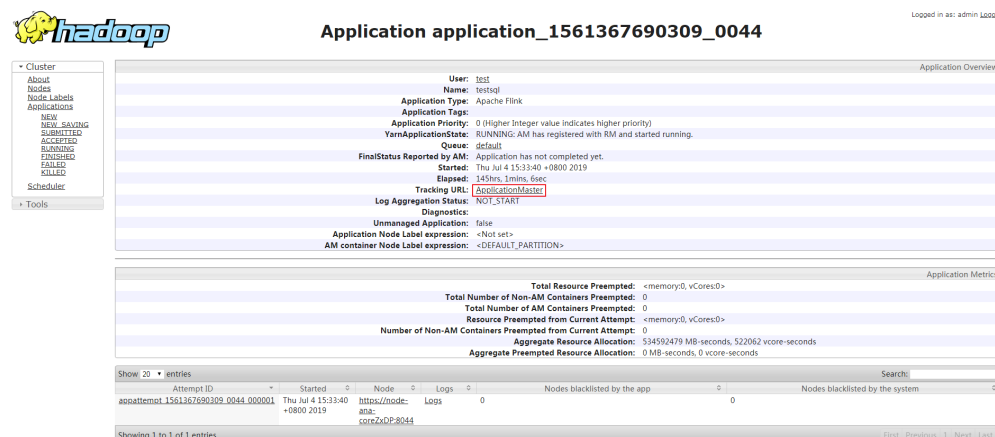 Logged in as: admin Logo
hadoop
Application application_1561367690309_0044
Cluster
About
Nodes
Node Labels
Applications
NEW
NEW_SAVING
SUBMITTED
ACCEPTED
RUNNING
FINISHED
FAILED
KILLED
Scheduler
Tools
Application Overview
User: test
Name: testsql
Application Type: Apache Flink
Application Tags:
Application Priority: 0 (Higher Integer value indicates higher priority)
YarnApplicationState: RUNNING: AM has registered with RM and started running.
Queue: default
FinalStatus Reported by AM: Application has not completed yet.
Started: Thu Jul 4 15:33:40 +0800 2019
Elapsed: 145hrs, 1mins, 6sec
Tracking URL: ApplicationMaster
Log Aggregation Status: NOT_START
Diagnostics:
Unmanaged Application: false
Application Node Label expression: <Not set>
AM container Node Label expression: <DEFAULT_PARTITION>
Application Metrics
Total Resource Preempted: <memory:0, vCores:0>
Total Number of Non-AM Containers Preempted: 0
Total Number of AM Containers Preempted: 0
Resource Preempted from Current Attempt: <memory:0, vCores:0>
Number of Non-AM Containers Preempted from Current Attempt: 0
Aggregate Resource Allocation: 534592479 MB-seconds, 522062 vcore-seconds
Aggregate Preempted Resource Allocation: 0 MB-seconds, 0 vcore-seconds
Show 20 entries Search:
Attempt ID Started Node Logs Nodes blacklisted by the app Nodes blacklisted by the system
appattempt_1561367690309_0044_000001 Thu Jul 4 15:33:40 https://node- Logs 0 0
+0800 2019 ana-
coreZxDP:8044
Showing 1 to 1 of 1 entries First Previous 1 Next Last